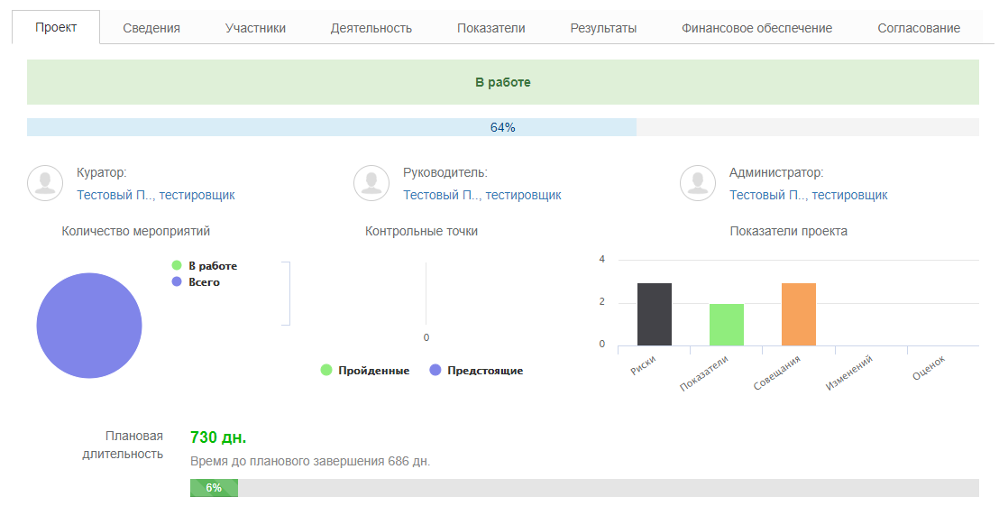 Проект Сведения Участники Деятельность Показатели Результаты Финансовое обеспечение Согласование
В работе
64%
Куратор: Руководитель: Администратор:
Тестовый П.., тестировщик Тестовый П.., тестировщик Тестовый П.., тестировщик
Количество мероприятий Контрольные точки Показатели проекта
В работе
Всего
0
Пройденные Предстоящие
4
2
0
Риски Показатели Совещания Изменений Оценок
Плановая
длительность
730 дн.
Время до планового завершения 686 дн.
6%